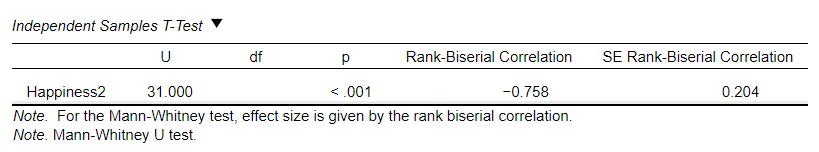 Independent Samples T-Test ▼
U df p Rank-Biserial Correlation SE Rank-Biserial Correlation
Happiness2 31.000 < .001 −0.758 0.204
Note. For the Mann-Whitney test, effect size is given by the rank biserial correlation.
Note. Mann-Whitney U test.